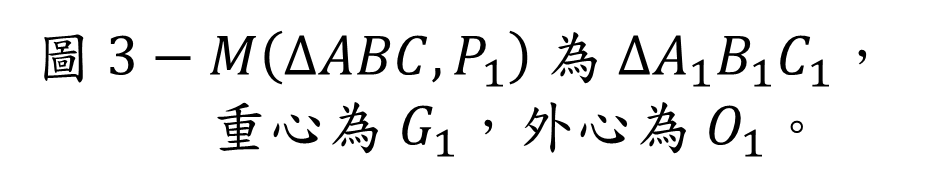 圖 3 − M(ΔABC, P₁) 為 ΔA₁B₁C₁，
重心為 G₁，外心為 O₁。